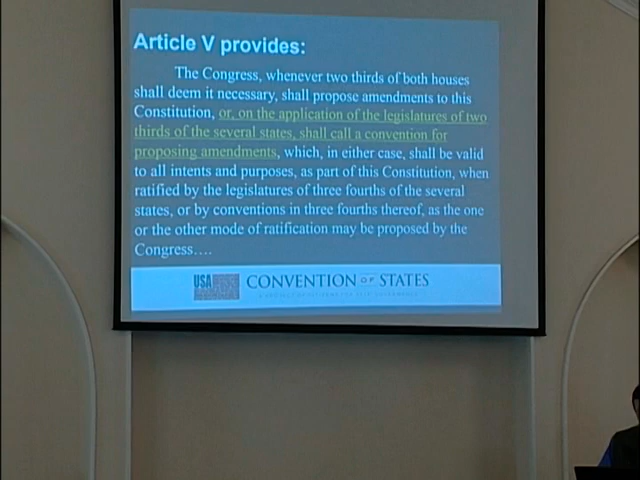 Article V provides:
The Congress, whenever two thirds of both houses
shall deem it necessary, shall propose amendments to this
Constitution, or, on the application of the legislatures of two
thirds of the several states, shall call a convention for
proposing amendments, which, in either case, shall be valid
to all intents and purposes, as part of this Constitution, when
ratified by the legislatures of three fourths of the several
states, or by conventions in three fourths thereof, as the one
or the other mode of ratification may be proposed by the
Congress….
USA CONVENTION OF STATES